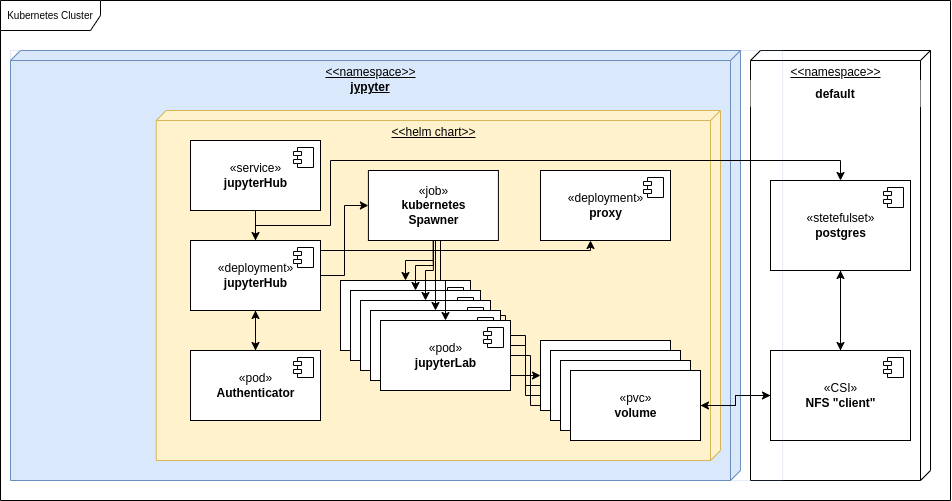 Kubernetes Cluster
<<namespace>>
jypyter
<<namespace>>
default
<<helm chart>>
«service»
jupyterHub
«job»
kubernetes
Spawner
«deployment»
proxy
«stetefulset»
postgres
«deployment»
jupyterHub
«pod»
jupyterLab
«pod»
Authenticator
«pvc»
volume
«CSI»
NFS "client"